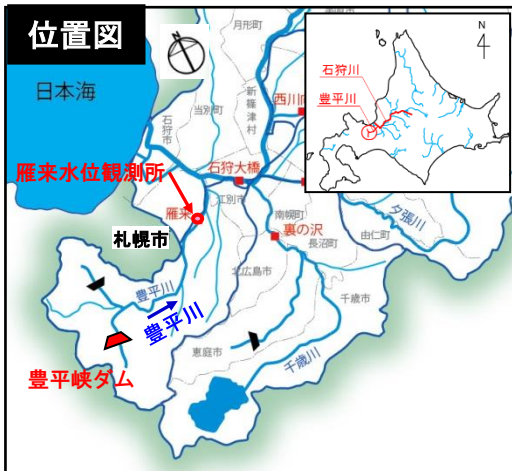 位置図
N
日本海
月形町
当別町
新篠津村
西川向
石狩市
石狩大橋
雁来水位観測所
江別市
雁来
札幌市
南幌町
裏の沢
長沼町
由仁町
夕張川
北広島市
千歳市
豊平川
豊平川
恵庭市
千歳川
豊平峡ダム
石狩川
豊平川